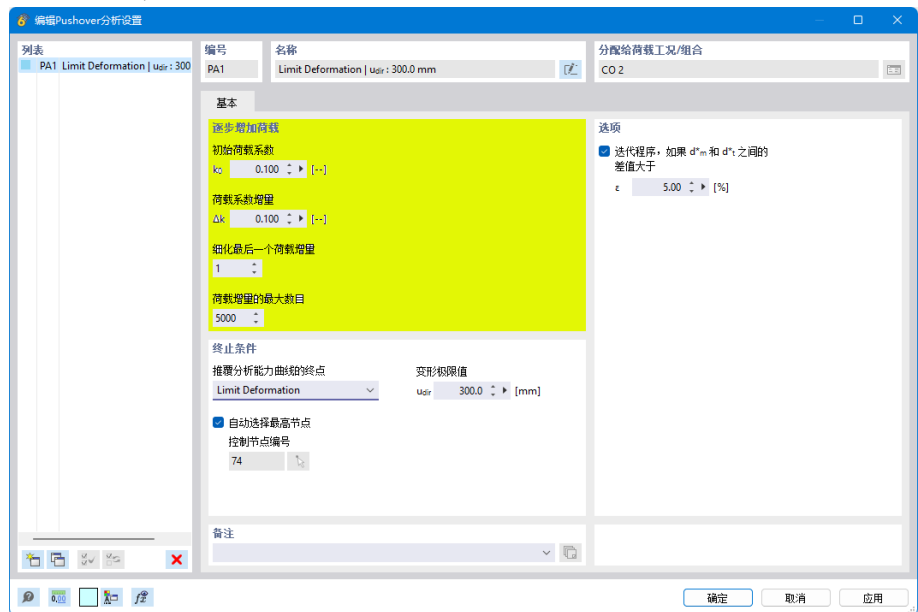 编辑Pushover分析设置
列表
PA1 Limit Deformation | udir : 300
编号
PA1
名称
Limit Deformation | udir : 300.0 mm
分配给荷载工况/组合
CO 2
基本
逐步增加荷载
初始荷载系数
k0 0.100 [--]
荷载系数增量
Δk 0.100 [--]
细化最后一个荷载增量
1
荷载增量的最大数目
5000
终止条件
推覆分析能力曲线的终点
Limit Deformation
变形极限值
udir 300.0 [mm]
自动选择最高节点
控制节点编号
74
选项
迭代程序，如果 d*m 和 d*t 之间的
差值大于
ε 5.00 [%]
备注
确定
取消
应用